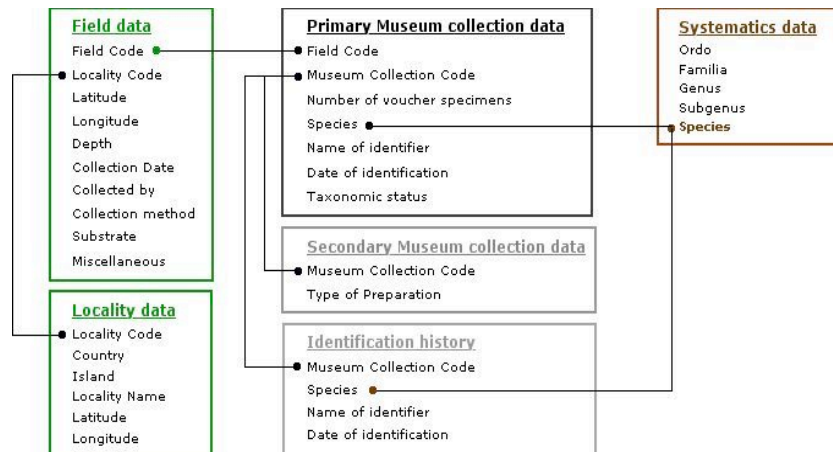 Field data
Field Code
Locality Code
Latitude
Longitude
Depth
Collection Date
Collected by
Collection method
Substrate
Miscellaneous
Locality data
Locality Code
Country
Island
Locality Name
Latitude
Longitude
Primary Museum collection data
Field Code
Museum Collection Code
Number of voucher specimens
Species
Name of identifier
Date of identification
Taxonomic status
Secondary Museum collection data
Museum Collection Code
Type of Preparation
Identification history
Museum Collection Code
Species
Name of identifier
Date of identification
Systematics data
Ordo
Familia
Genus
Subgenus
Species